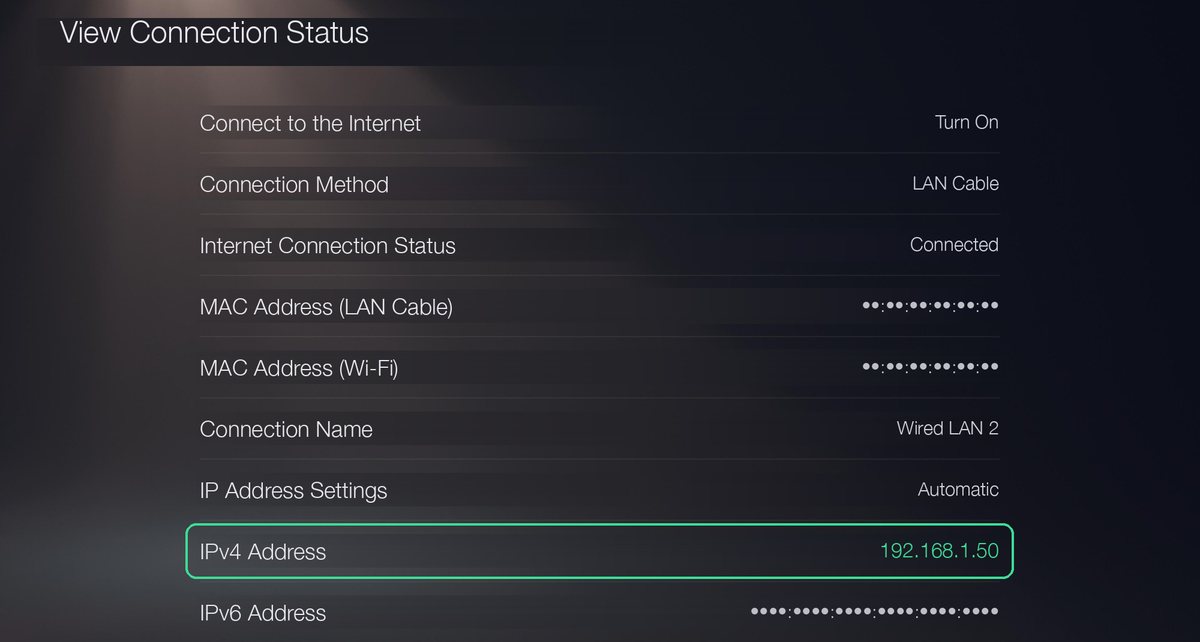 View Connection Status
Connect to the Internet Turn On
Connection Method LAN Cable
Internet Connection Status Connected
MAC Address (LAN Cable) ••:••:••:••:••:••
MAC Address (Wi-Fi) ••:••:••:••:••:••
Connection Name Wired LAN 2
IP Address Settings Automatic
IPv4 Address 192.168.1.50
IPv6 Address ••••:••••:••••:••••:••••:••••